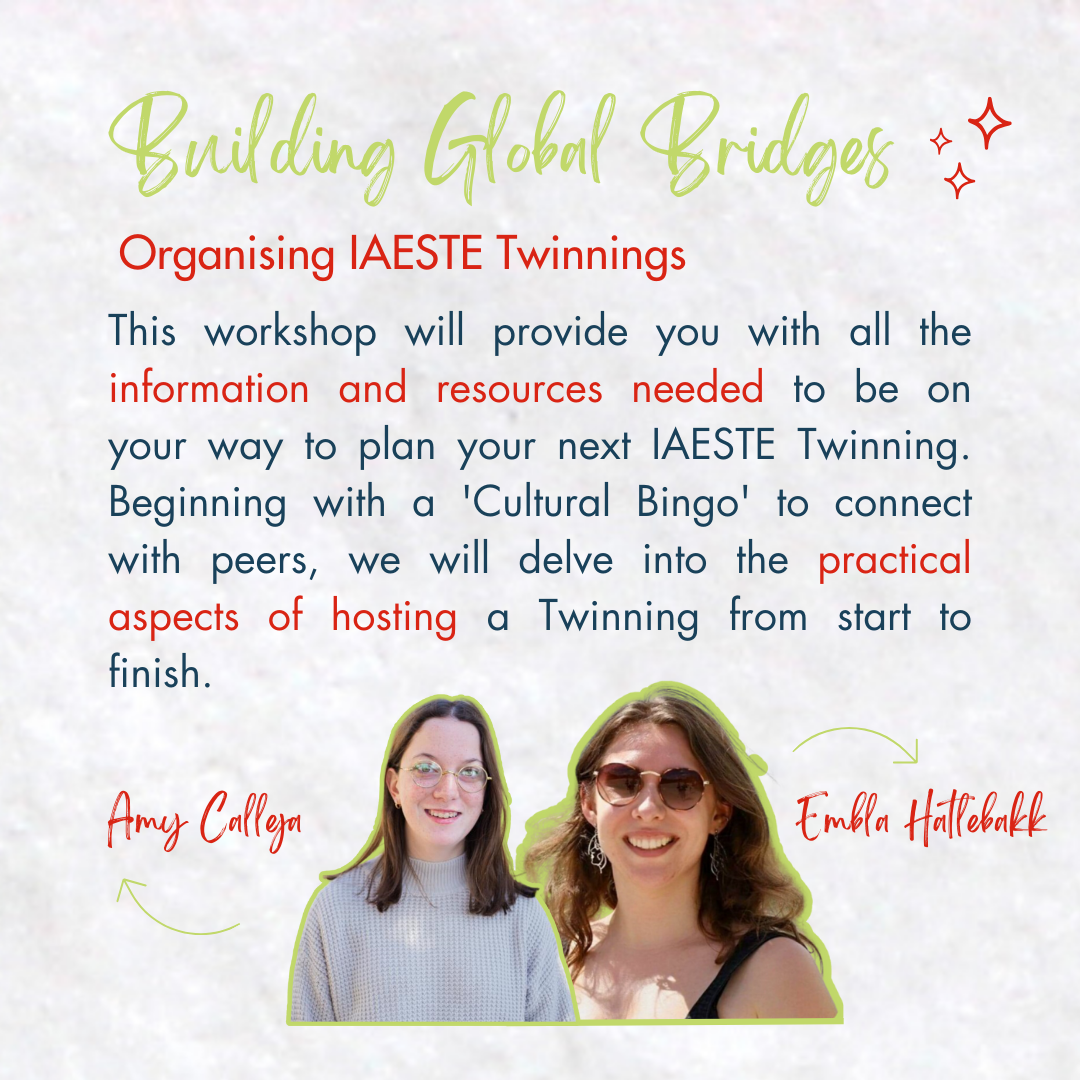 Building Global Bridges
Organising IAESTE Twinnings
This workshop will provide you with all the
information and resources needed to be on
your way to plan your next IAESTE Twinning.
Beginning with a 'Cultural Bingo' to connect
with peers, we will delve into the practical
aspects of hosting a Twinning from start to
finish.
Amy Calleja
Embla Hatlebakk